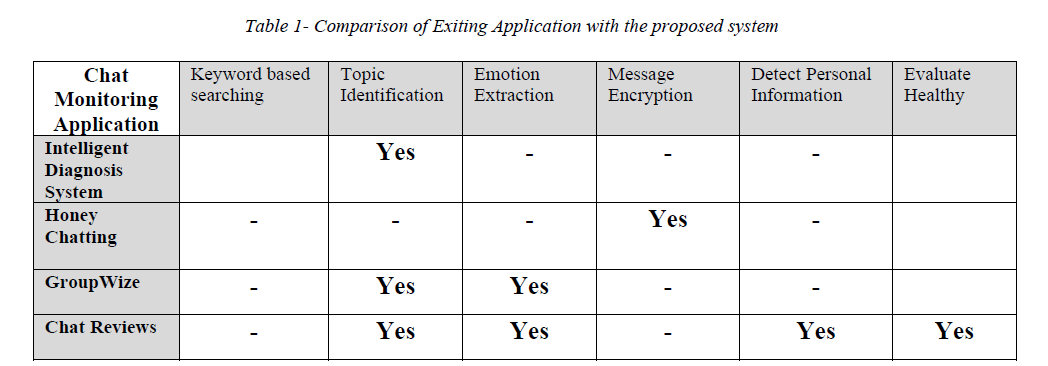 Table 1- Comparison of Exiting Application with the proposed system
Chat Monitoring Application | Keyword based searching | Topic Identification | Emotion Extraction | Message Encryption | Detect Personal Information | Evaluate Healthy
Intelligent Diagnosis System | | Yes | - | - | - |
Honey Chatting | - | - | - | Yes | - |
GroupWize | - | Yes | Yes | - | - |
Chat Reviews | - | Yes | Yes | - | Yes | Yes